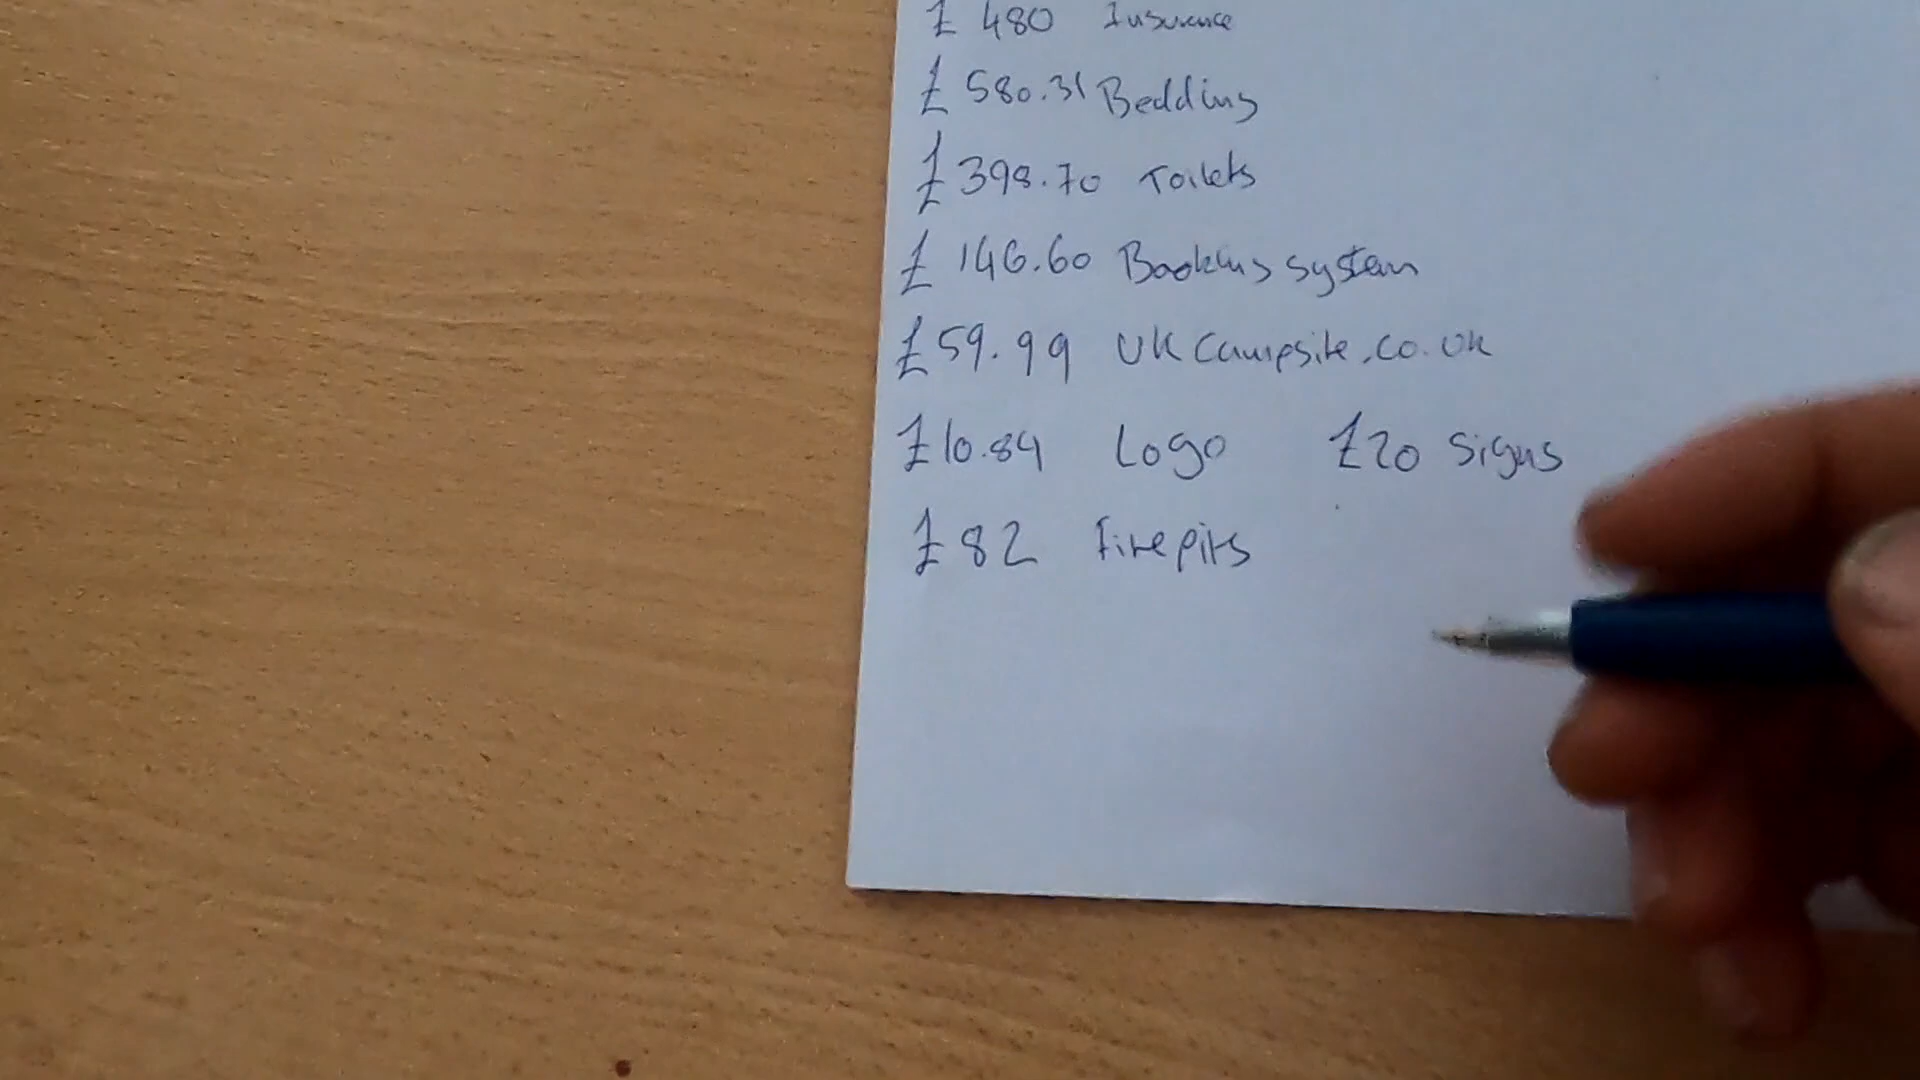 £ 480 Insurance
£ 580.31 Bedding
£ 398.70 Toilets
£ 146.60 Booking system
£59.99 UK Campsite.co.uk
£10.84 Logo £20 Signs
£82 Firepits